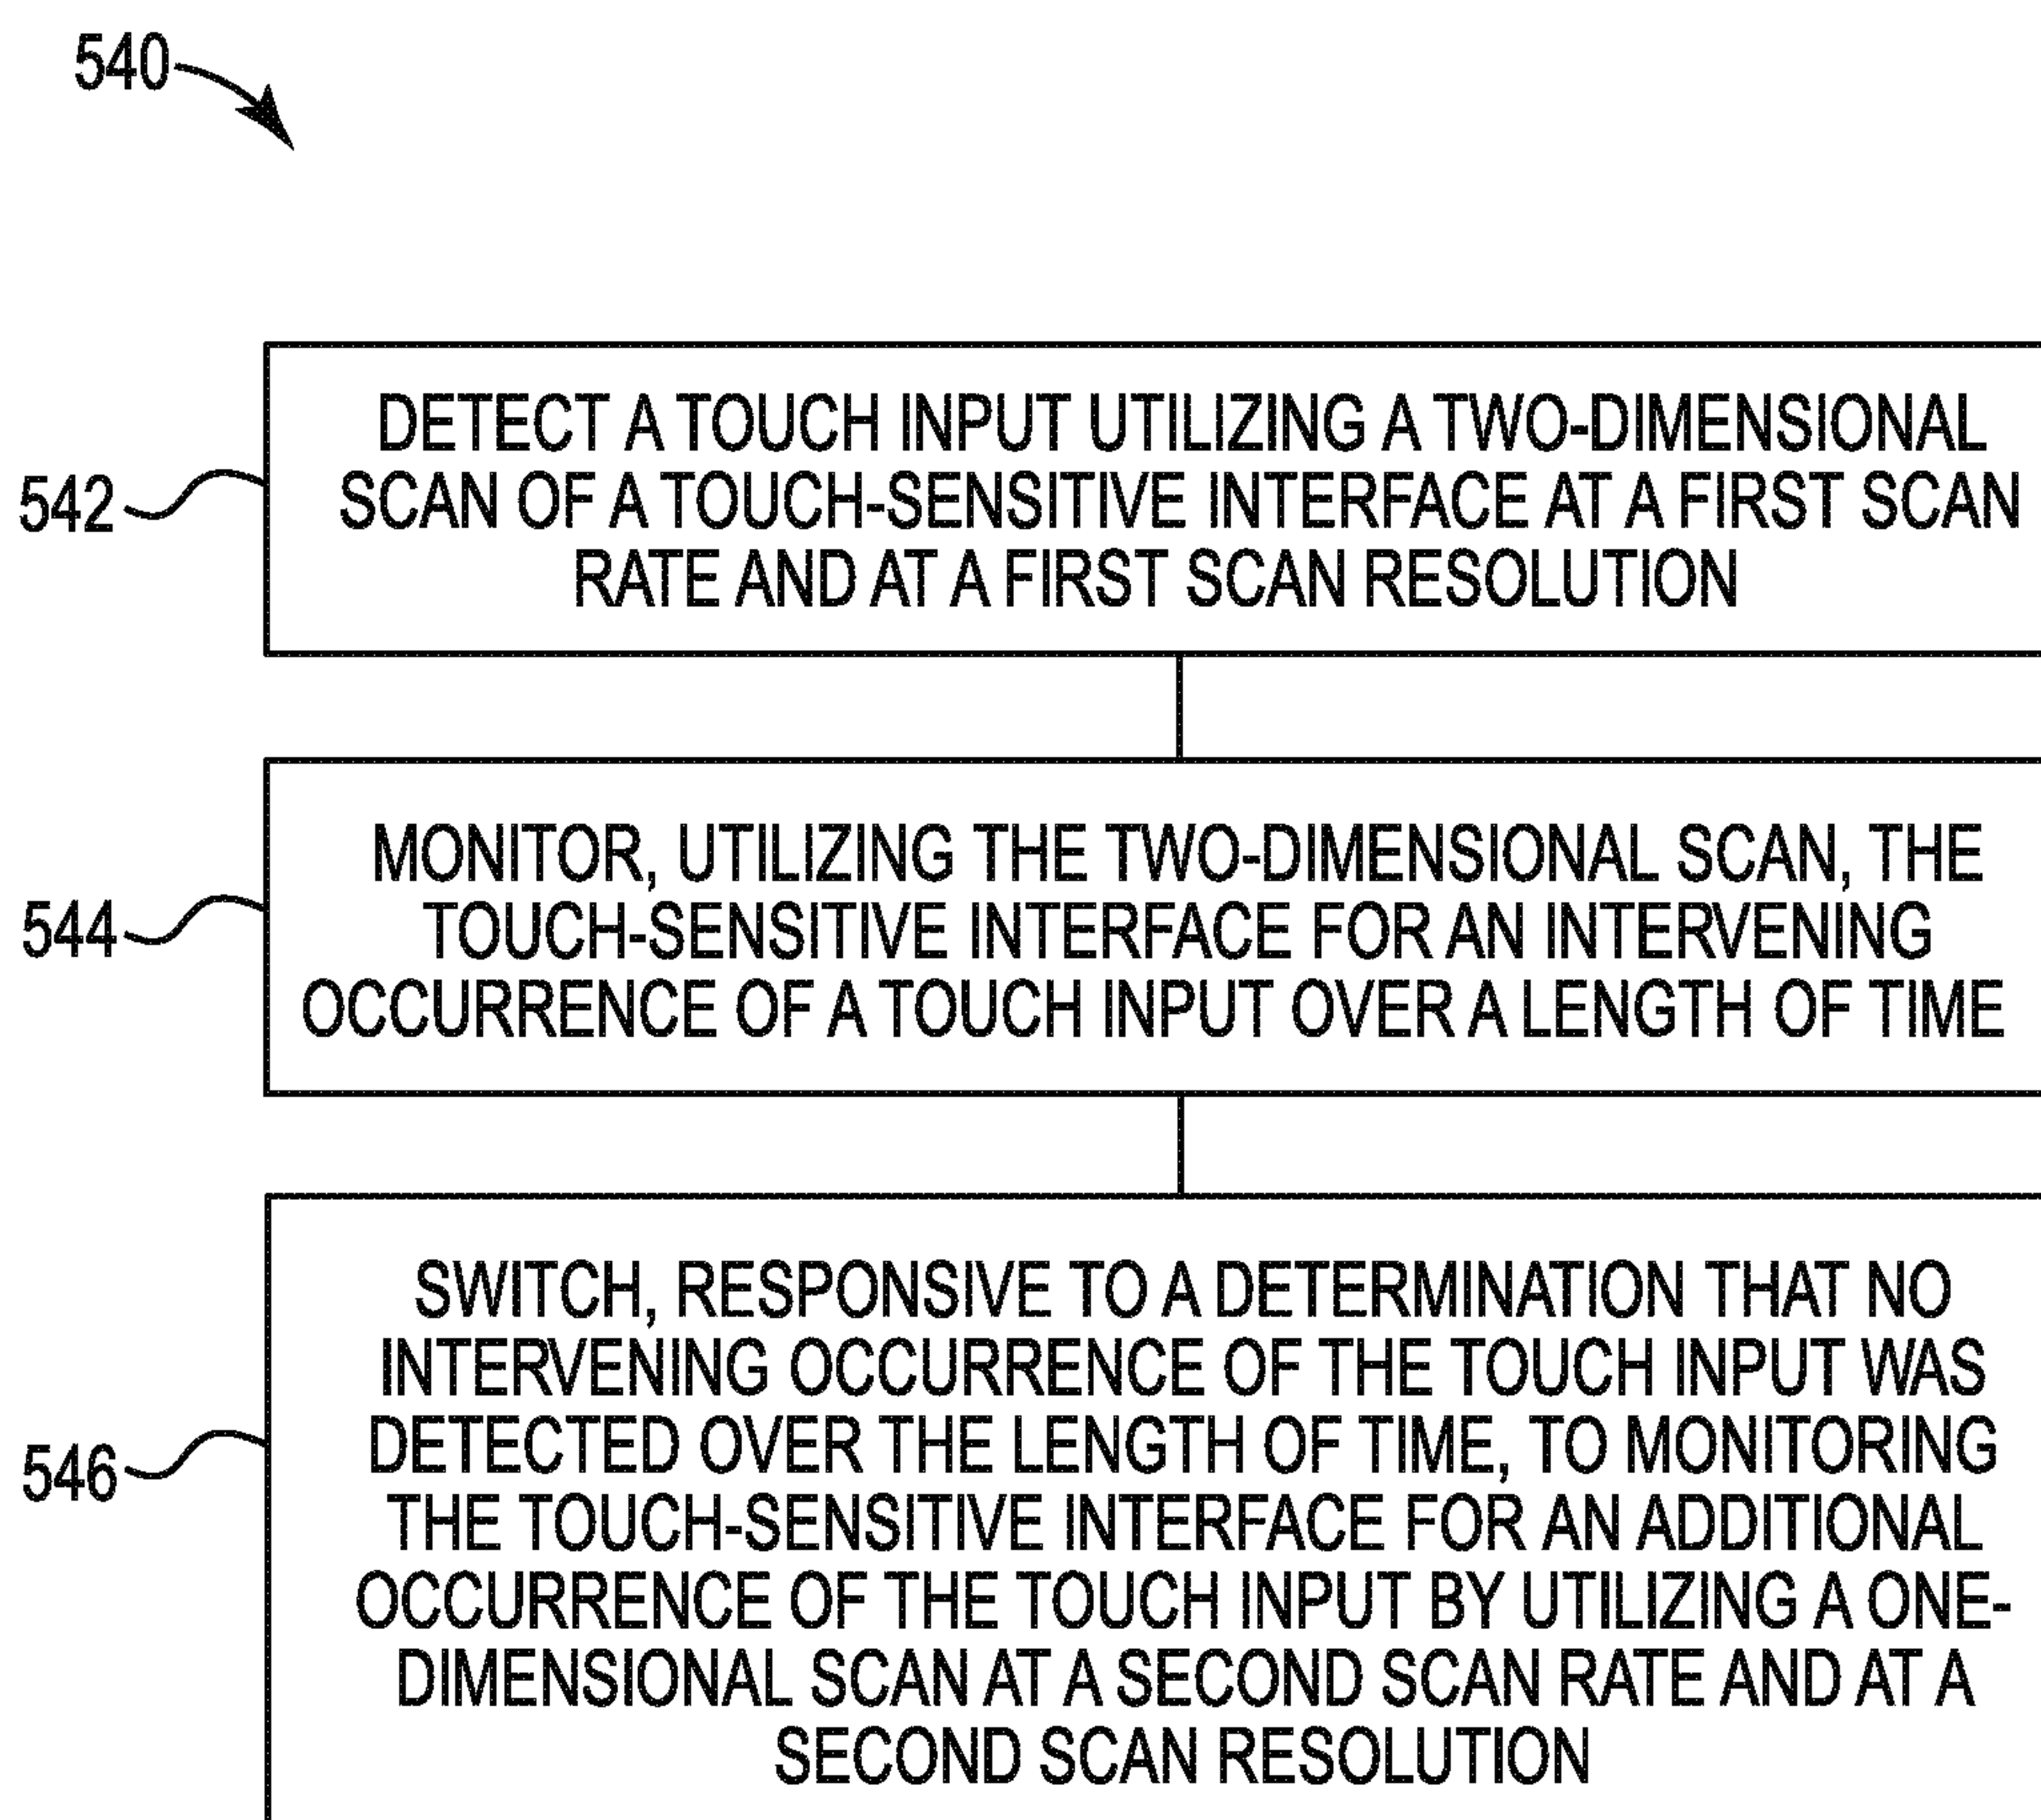 540
542
DETECT A TOUCH INPUT UTILIZING A TWO-DIMENSIONAL
SCAN OF A TOUCH-SENSITIVE INTERFACE AT A FIRST SCAN
RATE AND AT A FIRST SCAN RESOLUTION
544
MONITOR, UTILIZING THE TWO-DIMENSIONAL SCAN, THE
TOUCH-SENSITIVE INTERFACE FOR AN INTERVENING
OCCURRENCE OF A TOUCH INPUT OVER A LENGTH OF TIME
546
SWITCH, RESPONSIVE TO A DETERMINATION THAT NO
INTERVENING OCCURRENCE OF THE TOUCH INPUT WAS
DETECTED OVER THE LENGTH OF TIME, TO MONITORING
THE TOUCH-SENSITIVE INTERFACE FOR AN ADDITIONAL
OCCURRENCE OF THE TOUCH INPUT BY UTILIZING A ONE-
DIMENSIONAL SCAN AT A SECOND SCAN RATE AND AT A
SECOND SCAN RESOLUTION